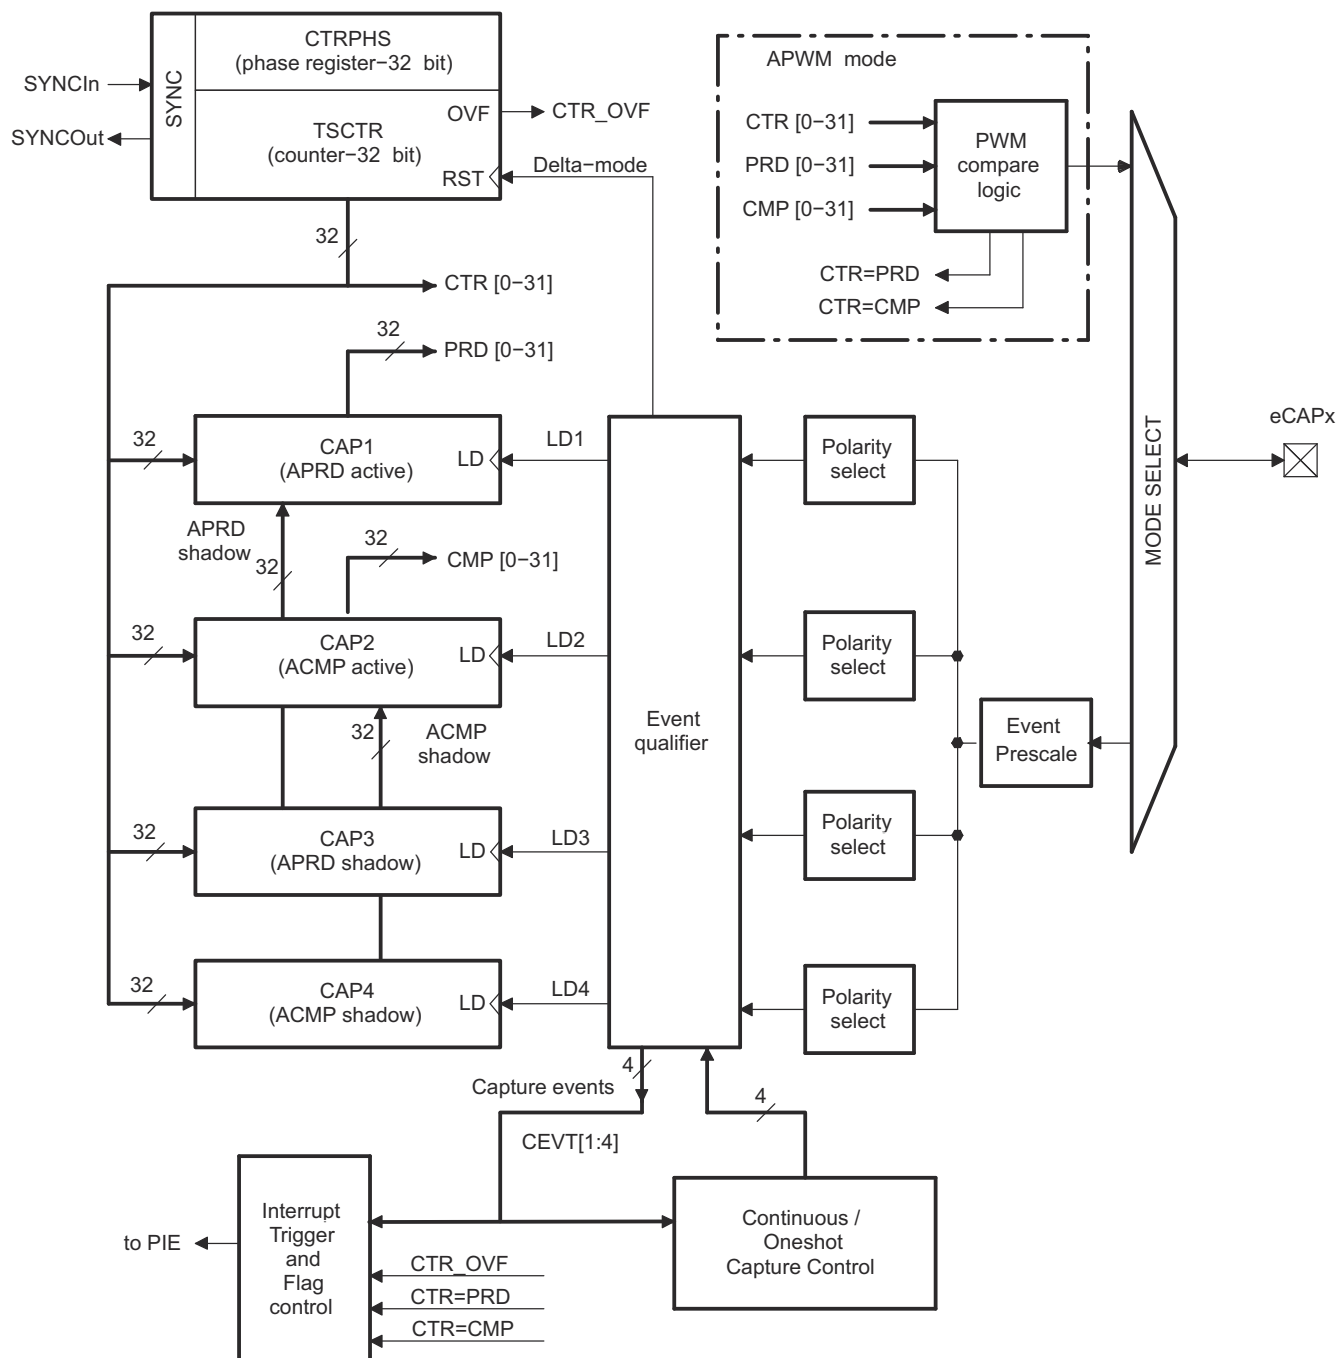 CTRPHS
(phase register−32 bit)
SYNC
SYNCIn
SYNCOut
OVF
CTR_OVF
TSCTR
(counter−32 bit)
RST
Delta−mode
32
CTR [0−31]
32
PRD [0−31]
APWM mode
CTR [0−31]
PRD [0−31]
CMP [0−31]
PWM
compare
logic
CTR=PRD
CTR=CMP
MODE SELECT
eCAPx
32
CAP1
(APRD active)
LD
LD1
Polarity
select
APRD
shadow
32
32
CMP [0−31]
32
CAP2
(ACMP active)
LD
LD2
Polarity
select
32
ACMP
shadow
Event
qualifier
Event
Prescale
32
CAP3
(APRD shadow)
LD
LD3
Polarity
select
32
CAP4
(ACMP shadow)
LD
LD4
Polarity
select
4
Capture events
4
CEVT[1:4]
Interrupt
Trigger
and
Flag
control
to PIE
CTR_OVF
CTR=PRD
CTR=CMP
Continuous /
Oneshot
Capture Control